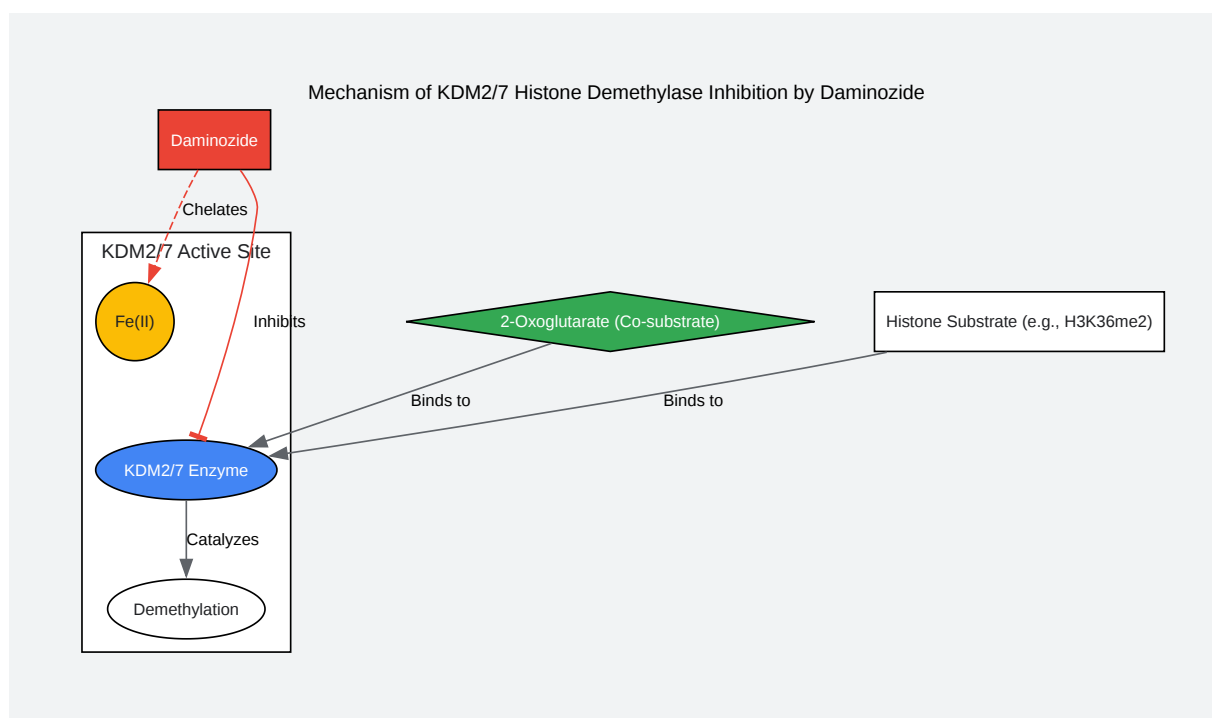 Mechanism of KDM2/7 Histone Demethylase Inhibition by Daminozide
Daminozide
Chelates
KDM2/7 Active Site
Fe(II)
Inhibits
2-Oxoglutarate (Co-substrate)
Histone Substrate (e.g., H3K36me2)
Binds to
Binds to
KDM2/7 Enzyme
Catalyzes
Demethylation